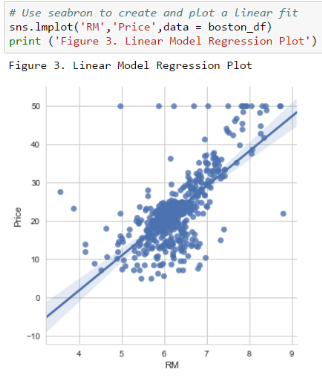 # Use seabron to create and plot a linear fit
sns.lmplot('RM','Price',data = boston_df)
print ('Figure 3. Linear Model Regression Plot')
Figure 3. Linear Model Regression Plot
50
40
30
20
10
0
−10
Price
4 5 6 7 8 9
RM